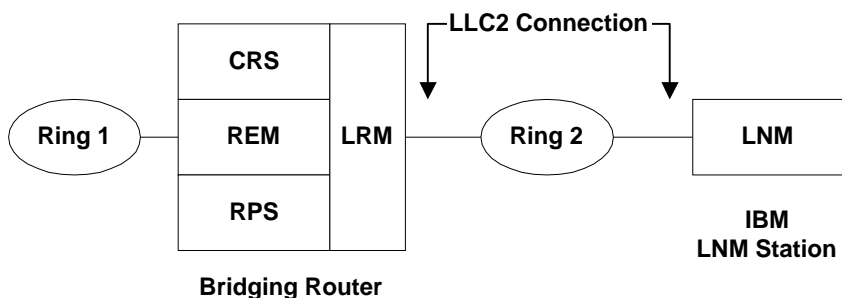 LLC2 Connection
CRS
Ring 1
REM
LRM
Ring 2
LNM
RPS
IBM
LNM Station
Bridging Router